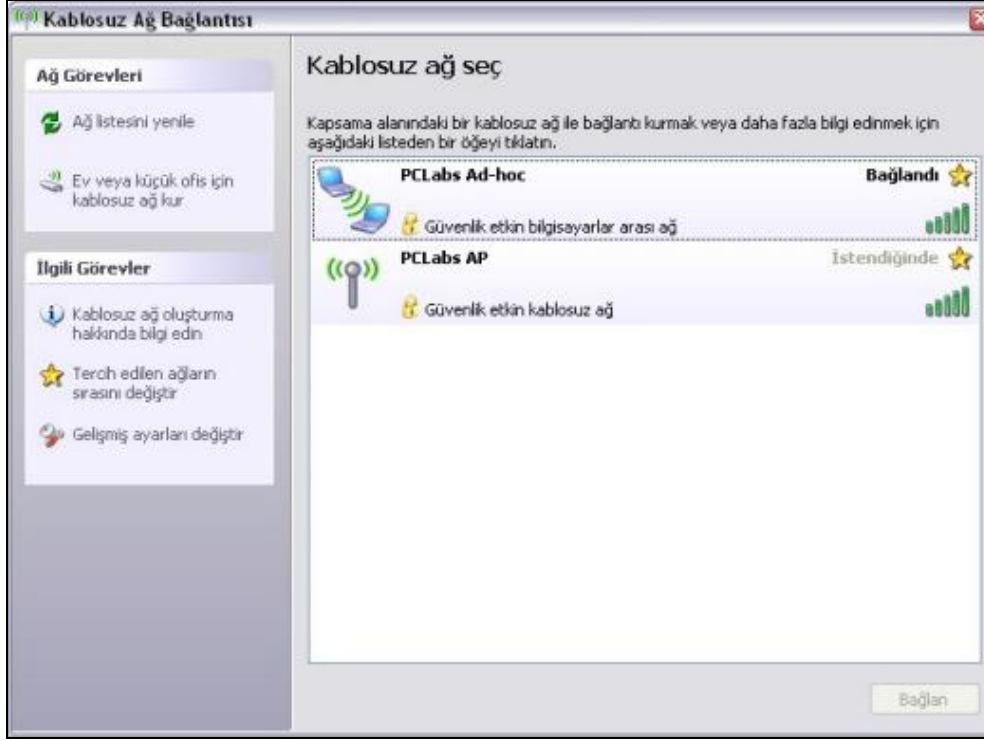 Kablosuz Ağ Bağlantısı
Ağ Görevleri
Ağ listesini yenile
Ev veya küçük ofis için
kablosuz ağ kur
İlgili Görevler
Kablosuz ağ oluşturma
hakkında bilgi edin
Tercih edilen ağların
sırasını değiştir
Gelişmiş ayarları değiştir
Kablosuz ağ seç
Kapsama alanındaki bir kablosuz ağ ile bağlantı kurmak veya daha fazla bilgi edinmek için
aşağıdaki listeden bir öğeyi tıklatın.
PCLabs Ad-hoc Bağlandı
Güvenlik etkin bilgisayarlar arası ağ
PCLabs AP İstendiğinde
Güvenlik etkin kablosuz ağ
Bağlan